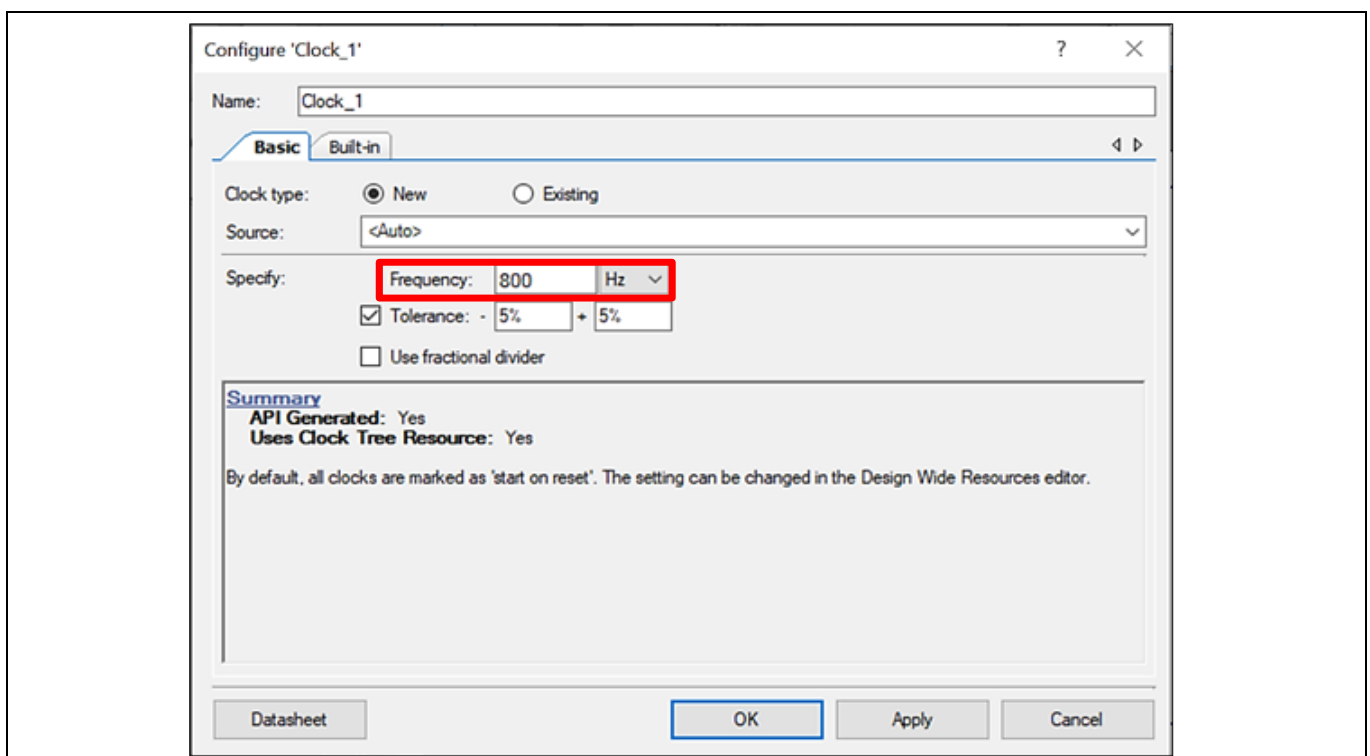 Configure 'Clock_1' ?
Name: Clock_1
Basic Built-in
Clock type: New Existing
Source: <Auto>
Specify: Frequency: 800 Hz
Tolerance: - 5% + 5%
Use fractional divider
Summary
API Generated: Yes
Uses Clock Tree Resource: Yes
By default, all clocks are marked as 'start on reset'. The setting can be changed in the Design Wide Resources editor.
Datasheet OK Apply Cancel